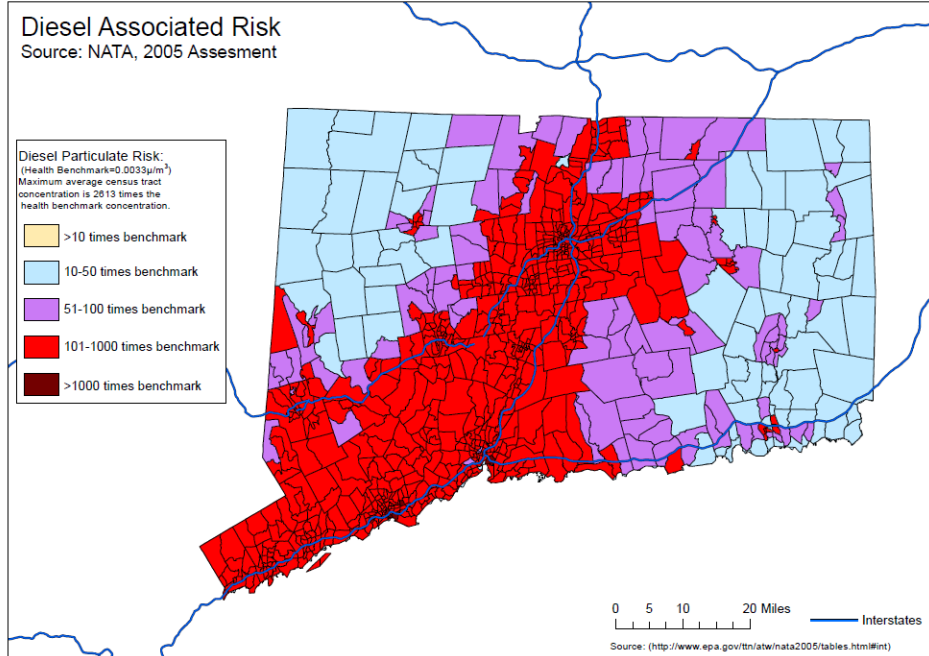 Diesel Associated Risk
Source: NATA, 2005 Assesment
Diesel Particulate Risk:
(Health Benchmark=0.0033µ/m³)
Maximum average census tract
concentration is 2613 times the
health benchmark concentration.
>10 times benchmark
10-50 times benchmark
51-100 times benchmark
101-1000 times benchmark
>1000 times benchmark
0 5 10 20 Miles
Interstates
Source: (http://www.epa.gov/ttn/atw/nata2005/tables.html#int)